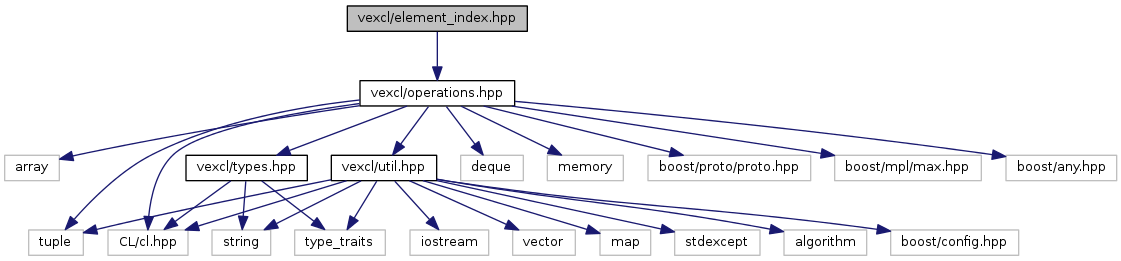 vexcl/element_index.hpp
vexcl/operations.hpp
array
vexcl/types.hpp
vexcl/util.hpp
deque
memory
boost/proto/proto.hpp
boost/mpl/max.hpp
boost/any.hpp
tuple
CL/cl.hpp
string
type_traits
iostream
vector
map
stdexcept
algorithm
boost/config.hpp